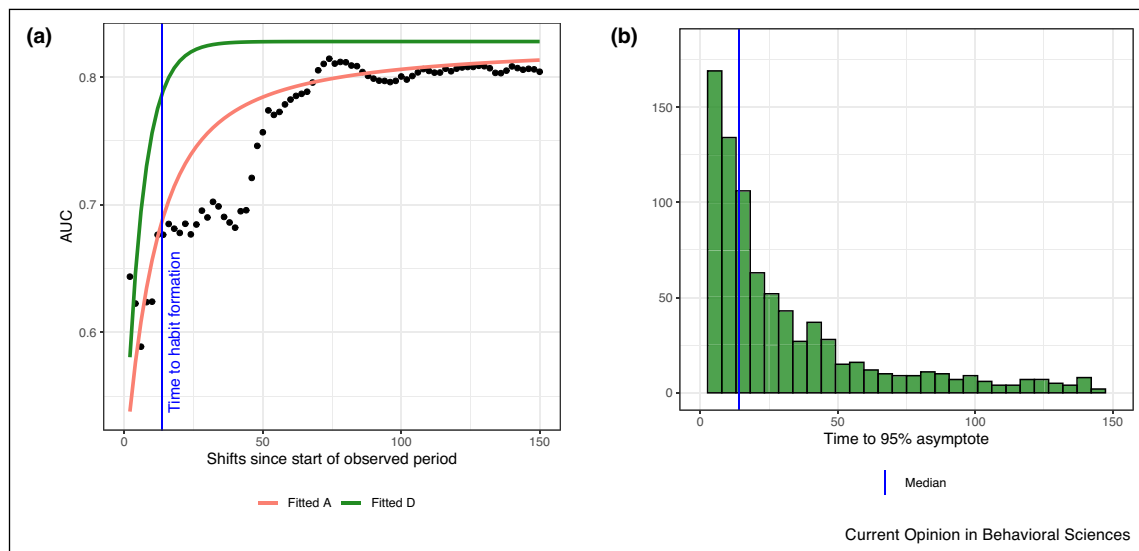 (a)
0.8
0.7
0.6
AUC
Time to habit formation
0
50
100
150
Shifts since start of observed period
Fitted A
Fitted D
(b)
150
100
50
0
0
50
100
150
Time to 95% asymptote
Median
Current Opinion in Behavioral Sciences